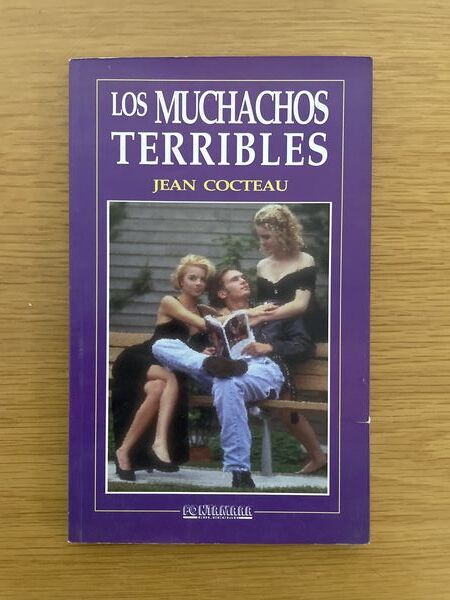 LOS MUCHACHOS
TERRIBLES
JEAN COCTEAU
FONTAMARA